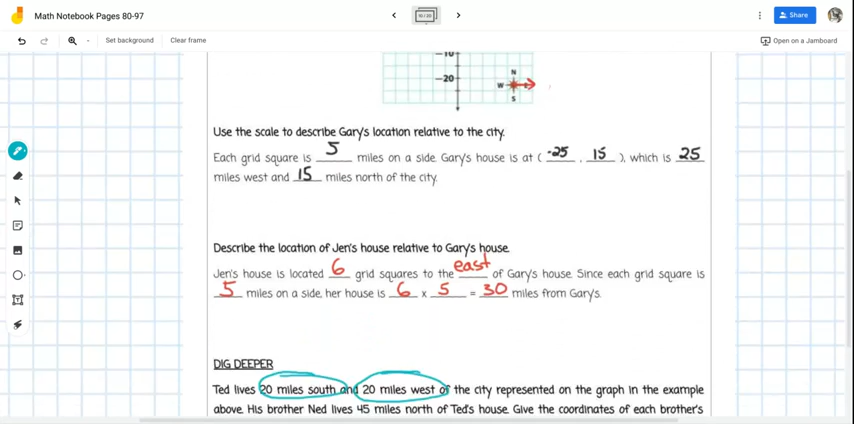 Math Notebook Pages 80-97
10 / 20
Share
Set background
Clear frame
Open on a Jamboard
-10
-20
N
W
S
Use the scale to describe Gary's location relative to the city.
Each grid square is 5 miles on a side. Gary's house is at ( -25 , 15 ), which is 25
miles west and 15 miles north of the city.
Describe the location of Jen's house relative to Gary's house.
Jen's house is located 6 grid squares to the east of Gary's house. Since each grid square is
5 miles on a side, her house is 6 x 5 = 30 miles from Gary's.
DIG DEEPER
Ted lives 20 miles south and 20 miles west of the city represented on the graph in the example
above. His brother Ned lives 45 miles north of Ted's house. Give the coordinates of each brother's